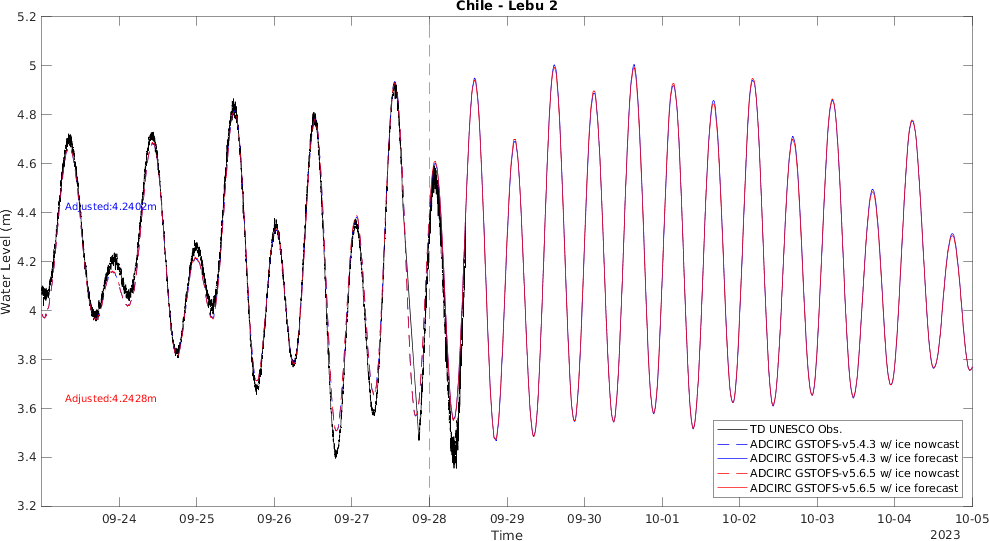 Chile - Lebu 2
5.2
5
4.8
4.6
4.4
4.2
4
3.8
3.6
3.4
3.2
Water Level (m)
Adjusted:4.2402m
Adjusted:4.2428m
TD UNESCO Obs.
ADCIRC GSTOFS-v5.4.3 w/ ice nowcast
ADCIRC GSTOFS-v5.4.3 w/ ice forecast
ADCIRC GSTOFS-v5.6.5 w/ ice nowcast
ADCIRC GSTOFS-v5.6.5 w/ ice forecast
09-24 09-25 09-26 09-27 09-28 09-29 09-30 10-01 10-02 10-03 10-04 10-05
Time
2023